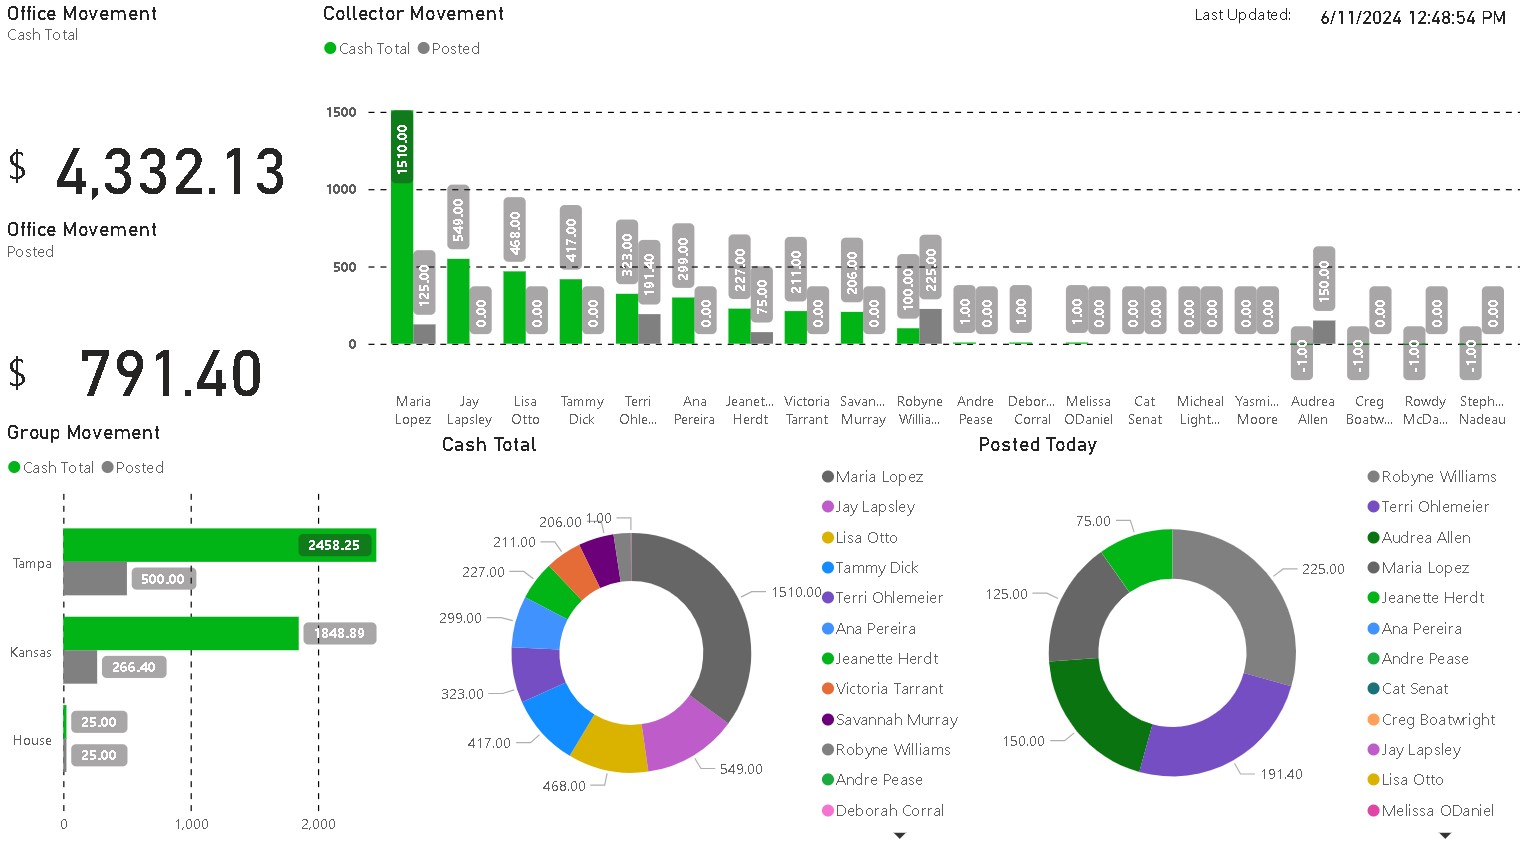 Office Movement
Cash Total
$ 4,332.13
Office Movement
Posted
$ 791.40
Collector Movement
Cash Total Posted
Last Updated: 6/11/2024 12:48:54 PM
1500
1000
500
0
1510.00
125.00
549.00
0.00
468.00
0.00
417.00
0.00
323.00
191.40
299.00
0.00
227.00
75.00
211.00
0.00
206.00
0.00
100.00
225.00
1.00
0.00
1.00
1.00
0.00
0.00
0.00
0.00
0.00
0.00
0.00
-1.00
150.00
-1.00
0.00
-1.00
0.00
-1.00
0.00
Maria Lopez
Jay Lapsley
Lisa Otto
Tammy Dick
Terri Ohle...
Ana Pereira
Jeanet... Herdt
Victoria Tarrant
Savan... Murray
Robyne Willia...
Andre Pease
Debor... Corral
Melissa ODaniel
Cat Senat
Micheal Light...
Yasmi... Moore
Audrea Allen
Creg Boatw...
Rowdy McDa...
Steph... Nadeau
Group Movement
Cash Total Posted
Tampa
2458.25
500.00
Kansas
1848.89
266.40
House
25.00
25.00
0 1,000 2,000
Cash Total
1.00
206.00
211.00
227.00
299.00
323.00
417.00
468.00
549.00
1510.00
Maria Lopez
Jay Lapsley
Lisa Otto
Tammy Dick
Terri Ohlemeier
Ana Pereira
Jeanette Herdt
Victoria Tarrant
Savannah Murray
Robyne Williams
Andre Pease
Deborah Corral
Posted Today
75.00
125.00
150.00
191.40
225.00
Robyne Williams
Terri Ohlemeier
Audrea Allen
Maria Lopez
Jeanette Herdt
Ana Pereira
Andre Pease
Cat Senat
Creg Boatwright
Jay Lapsley
Lisa Otto
Melissa ODaniel